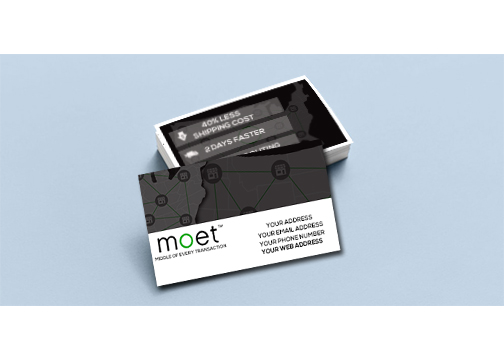 40% LESS
SHIPPING COST
2 DAYS FASTER
moet™
MIDDLE OF EVERY TRANSACTION
YOUR ADDRESS
YOUR EMAIL ADDRESS
YOUR PHONE NUMBER
YOUR WEB ADDRESS